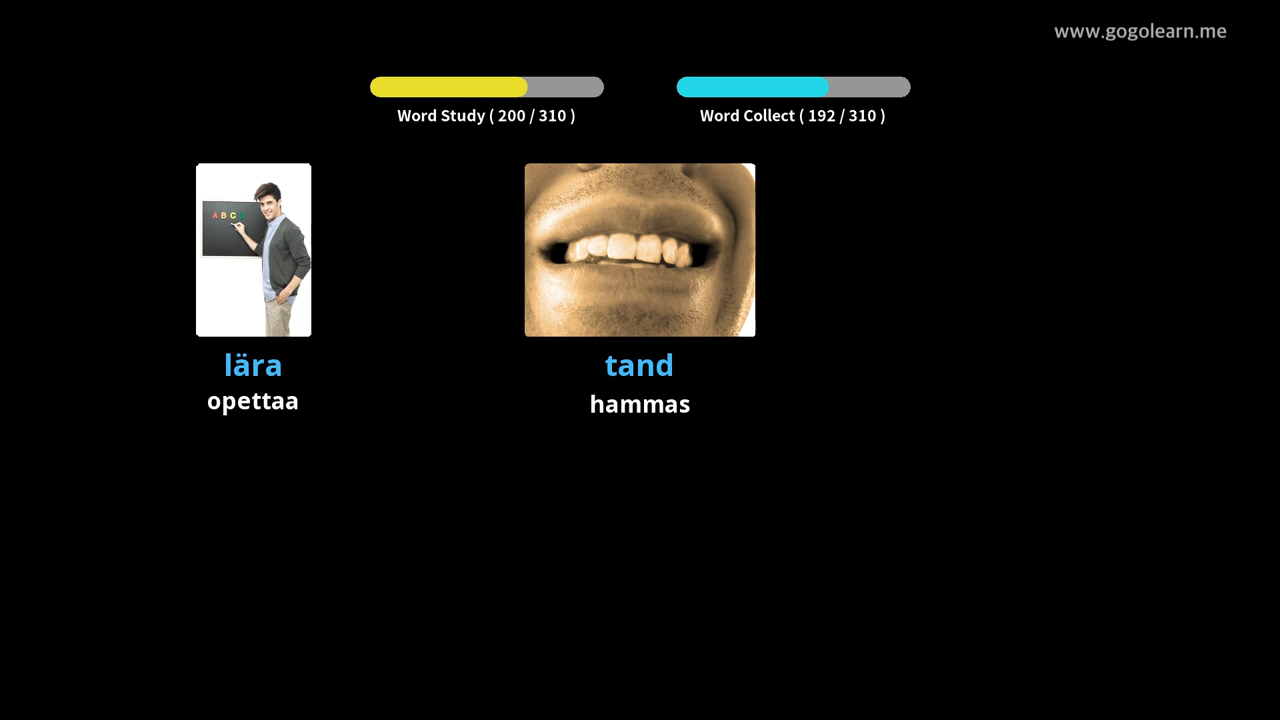 www.gogolearn.me
Word Study ( 200 / 310 )
Word Collect ( 192 / 310 )
A B C D
lära
opettaa
tand
hammas